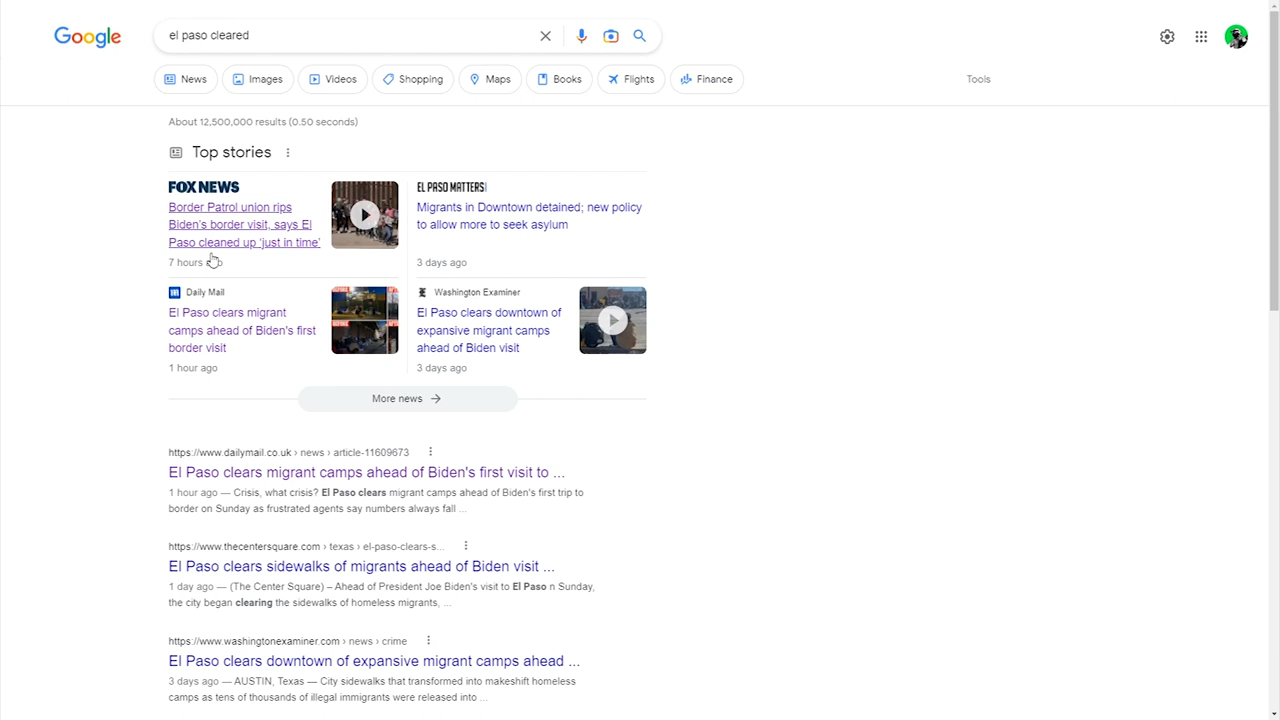 Google
el paso cleared
News
Images
Videos
Shopping
Maps
Books
Flights
Finance
Tools
About 12,500,000 results (0.50 seconds)
Top stories
FOX NEWS
Border Patrol union rips
Biden's border visit, says El
Paso cleaned up 'just in time'
7 hours
EL PASO MATTERS
Migrants in Downtown detained; new policy
to allow more to seek asylum
3 days ago
Daily Mail
El Paso clears migrant
camps ahead of Biden's first
border visit
1 hour ago
Washington Examiner
El Paso clears downtown of
expansive migrant camps
ahead of Biden visit
3 days ago
More news
https://www.dailymail.co.uk › news › article-11609673
El Paso clears migrant camps ahead of Biden's first visit to ...
1 hour ago — Crisis, what crisis? El Paso clears migrant camps ahead of Biden's first trip to
border on Sunday as frustrated agents say numbers always fall ...
https://www.thecentersquare.com › texas › el-paso-clears-s...
El Paso clears sidewalks of migrants ahead of Biden visit ...
1 day ago — (The Center Square) – Ahead of President Joe Biden's visit to El Paso n Sunday,
the city began clearing the sidewalks of homeless migrants, ...
https://www.washingtonexaminer.com › news › crime
El Paso clears downtown of expansive migrant camps ahead ...
3 days ago — AUSTIN, Texas — City sidewalks that transformed into makeshift homeless
camps as tens of thousands of illegal immigrants were released into ...